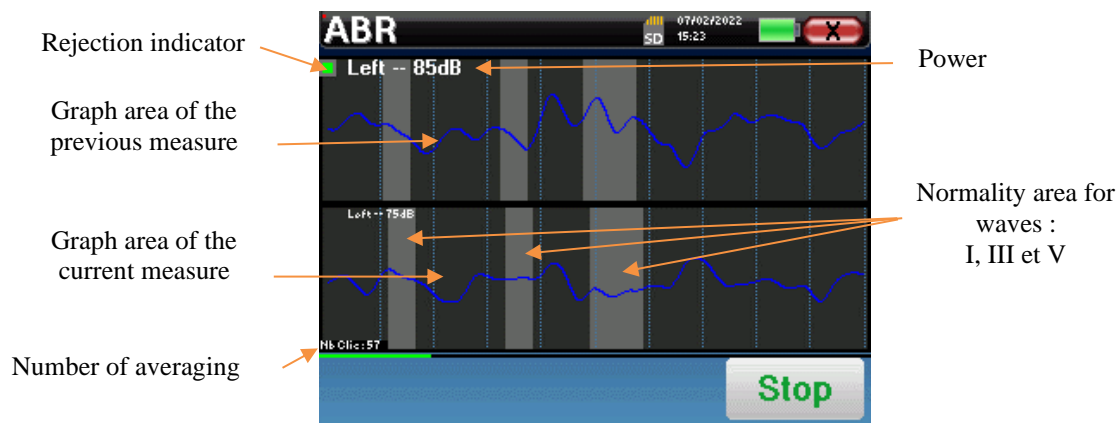 ABR
SD
07/02/2022
15:23
X
Rejection indicator
Left -- 85dB
Power
Graph area of the
previous measure
Left -- 75dB
Normality area for
waves :
I, III et V
Graph area of the
current measure
Nb Clic: 57
Number of averaging
Stop